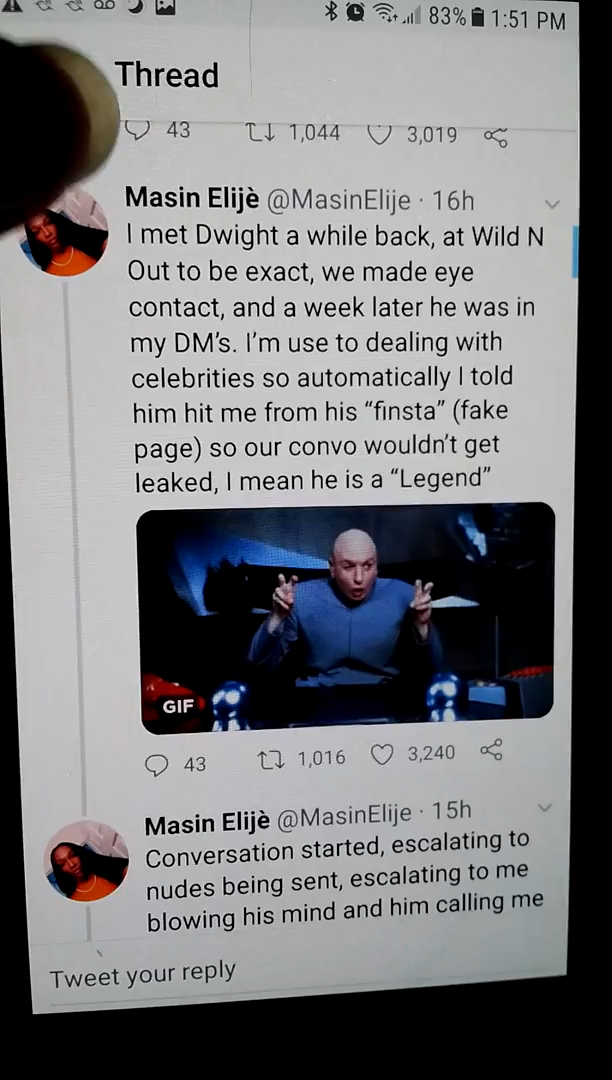 83% 1:51 PM
Thread
43 1,044 3,019
Masin Elijè @MasinElije · 16h
I met Dwight a while back, at Wild N
Out to be exact, we made eye
contact, and a week later he was in
my DM's. I'm use to dealing with
celebrities so automatically I told
him hit me from his “finsta” (fake
page) so our convo wouldn't get
leaked, I mean he is a “Legend”
GIF
43 1,016 3,240
Masin Elijè @MasinElije · 15h
Conversation started, escalating to
nudes being sent, escalating to me
blowing his mind and him calling me
Tweet your reply